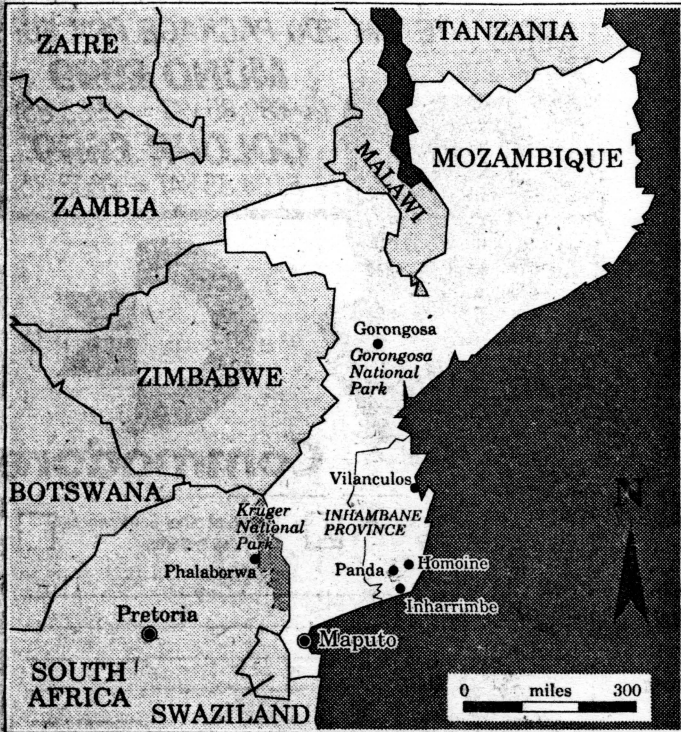 ZAIRE
TANZANIA
MOZAMBIQUE
MALAWI
ZAMBIA
Gorongosa
Gorongosa
National
Park
ZIMBABWE
Vilanculos
BOTSWANA
N
Kruger
National
Park
INHAMBANE
PROVINCE
Homoine
Panda
Phalaborwa
Inharrimbe
Pretoria
Maputo
SOUTH
AFRICA
SWAZILAND
0 miles 300